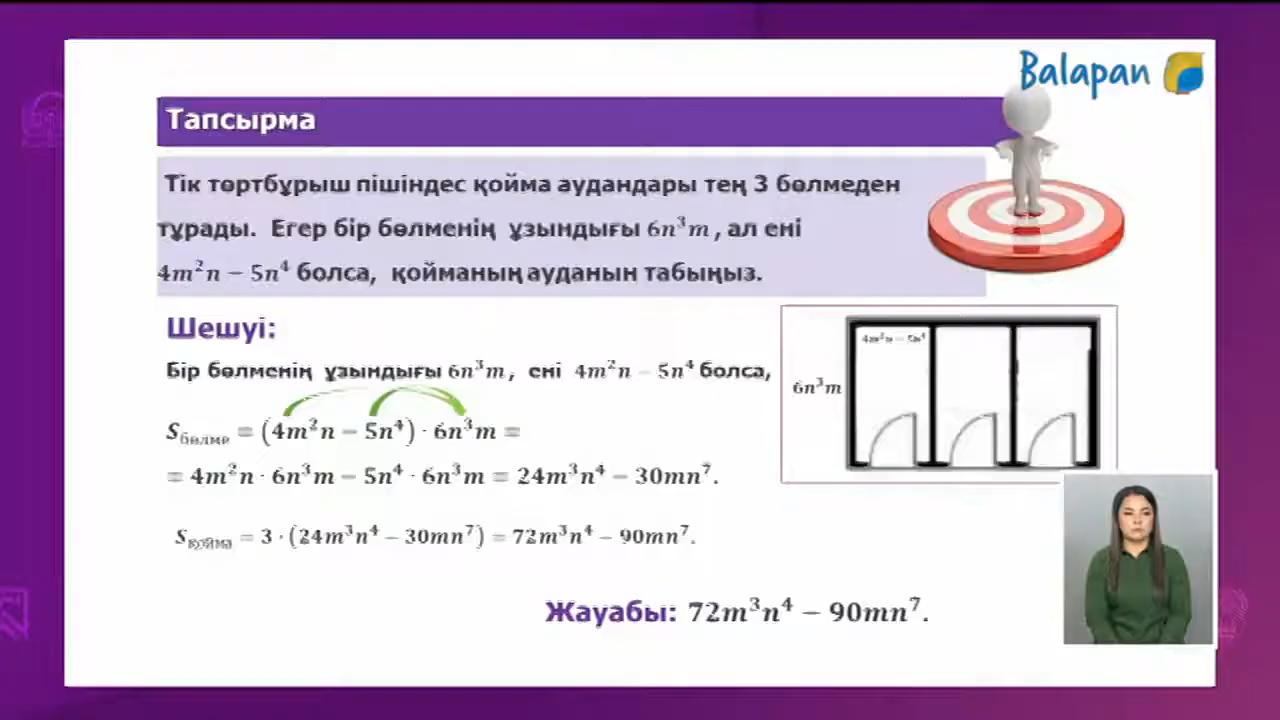 Balapan
Тапсырма
Тік төртбұрыш пішіндес қойма аудандары тең 3 бөлмеден
тұрады. Егер бір бөлменің ұзындығы 6n³m, ал ені
4m²n − 5n⁴ болса, қойманың ауданын табыңыз.
Шешуі:
Бір бөлменің ұзындығы 6n³m, ені 4m²n − 5n⁴ болса,
S бөлме = (4m²n − 5n⁴) · 6n³m =
= 4m²n · 6n³m − 5n⁴ · 6n³m = 24m³n⁴ − 30mn⁷.
S қойма = 3 · (24m³n⁴ − 30mn⁷) = 72m³n⁴ − 90mn⁷.
Жауабы: 72m³n⁴ − 90mn⁷.
4m²n − 5n⁴
6n³m